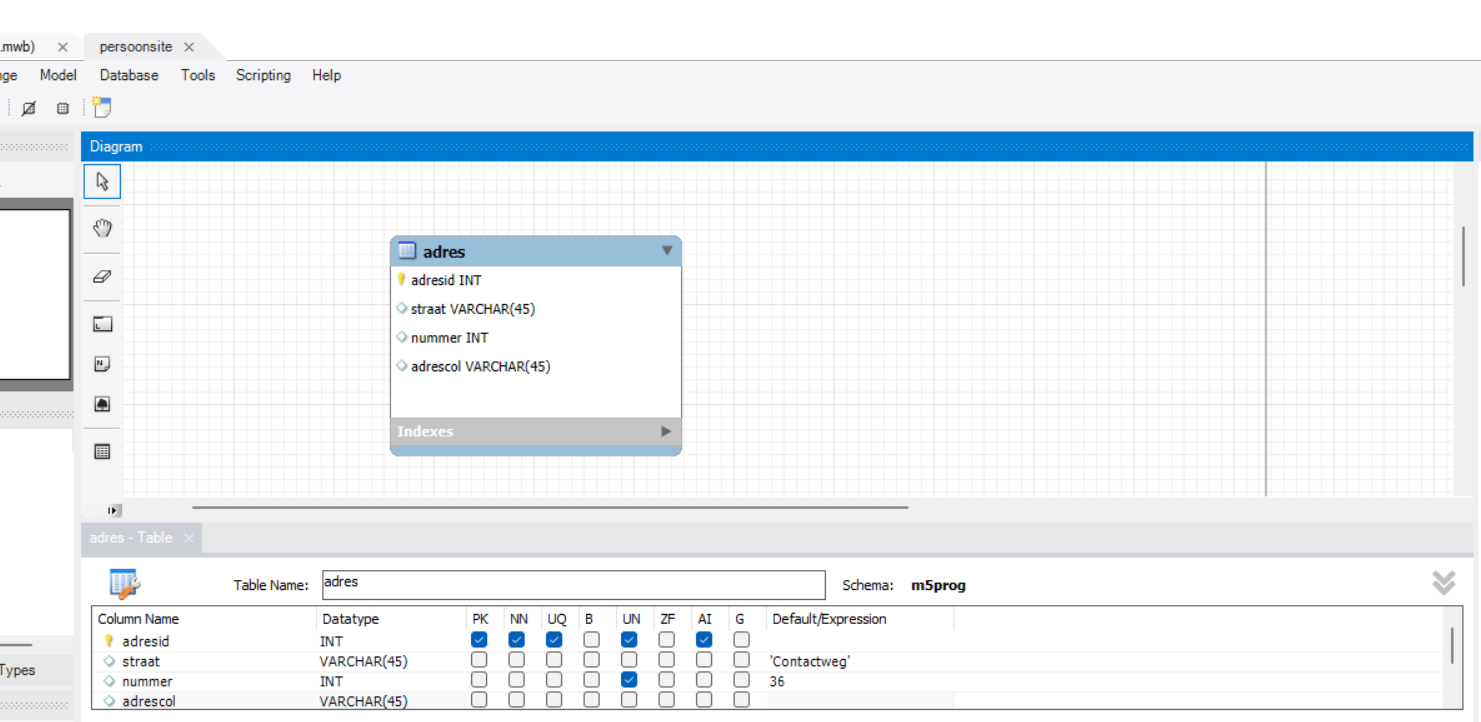 .mwb) × persoonsite ×
nge Model Database Tools Scripting Help
Diagram
adres
adresid INT
straat VARCHAR(45)
nummer INT
adrescol VARCHAR(45)
Indexes
adres - Table ×
Table Name: adres Schema: m5prog
Column Name Datatype PK NN UQ B UN ZF AI G Default/Expression
adresid INT
straat VARCHAR(45) 'Contactweg'
nummer INT 36
adrescol VARCHAR(45)
Types